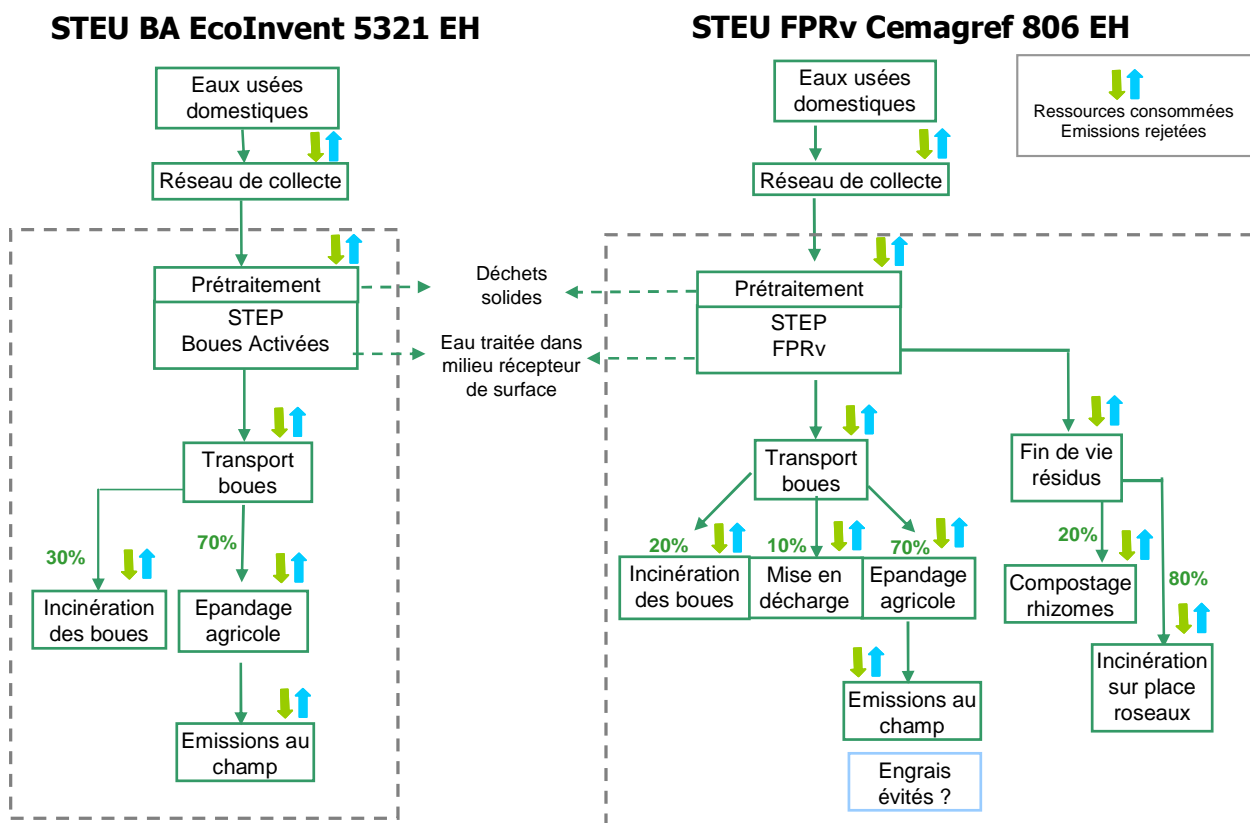 STEU BA EcoInvent 5321 EH
STEU FPRv Cemagref 806 EH
Ressources consommées
Emissions rejetées
Eaux usées
domestiques
Réseau de collecte
Prétraitement
STEP
Boues Activées
Transport
boues
30%
70%
Incinération
des boues
Epandage
agricole
Emissions au
champ
Déchets
solides
Eau traitée dans
milieu récepteur
de surface
Eaux usées
domestiques
Réseau de collecte
Prétraitement
STEP
FPRv
Transport
boues
Fin de vie
résidus
20%
10%
70%
Incinération
des boues
Mise en
décharge
Epandage
agricole
20%
80%
Compostage
rhizomes
Incinération
sur place
roseaux
Emissions au
champ
Engrais
évités ?